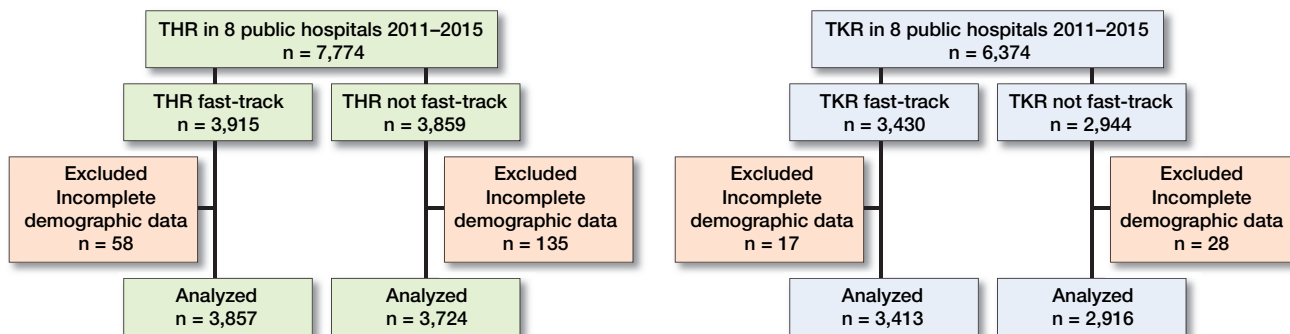 THR in 8 public hospitals 2011–2015
n = 7,774
THR fast-track
n = 3,915
THR not fast-track
n = 3,859
Excluded
Incomplete
demographic data
n = 58
Excluded
Incomplete
demographic data
n = 135
Analyzed
n = 3,857
Analyzed
n = 3,724
TKR in 8 public hospitals 2011–2015
n = 6,374
TKR fast-track
n = 3,430
TKR not fast-track
n = 2,944
Excluded
Incomplete
demographic data
n = 17
Excluded
Incomplete
demographic data
n = 28
Analyzed
n = 3,413
Analyzed
n = 2,916